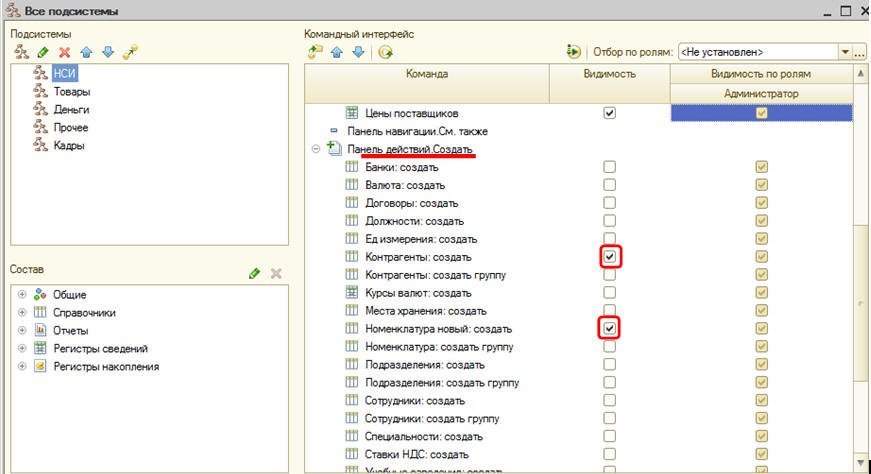 Все подсистемы
Подсистемы
НСИ
Товары
Деньги
Прочее
Кадры
Состав
Общие
Справочники
Отчеты
Регистры сведений
Регистры накопления
Командный интерфейс
Отбор по ролям: <Не установлен>
Команда Видимость Видимость по ролям
Администратор
Цены поставщиков
Панель навигации.См. также
Панель действий.Создать
Банки: создать
Валюта: создать
Договоры: создать
Должности: создать
Ед измерения: создать
Контрагенты: создать
Контрагенты: создать группу
Курсы валют: создать
Места хранения: создать
Номенклатура новый: создать
Номенклатура: создать группу
Подразделения: создать
Подразделения: создать группу
Сотрудники: создать
Сотрудники: создать группу
Специальности: создать
Ставки НДС: создать